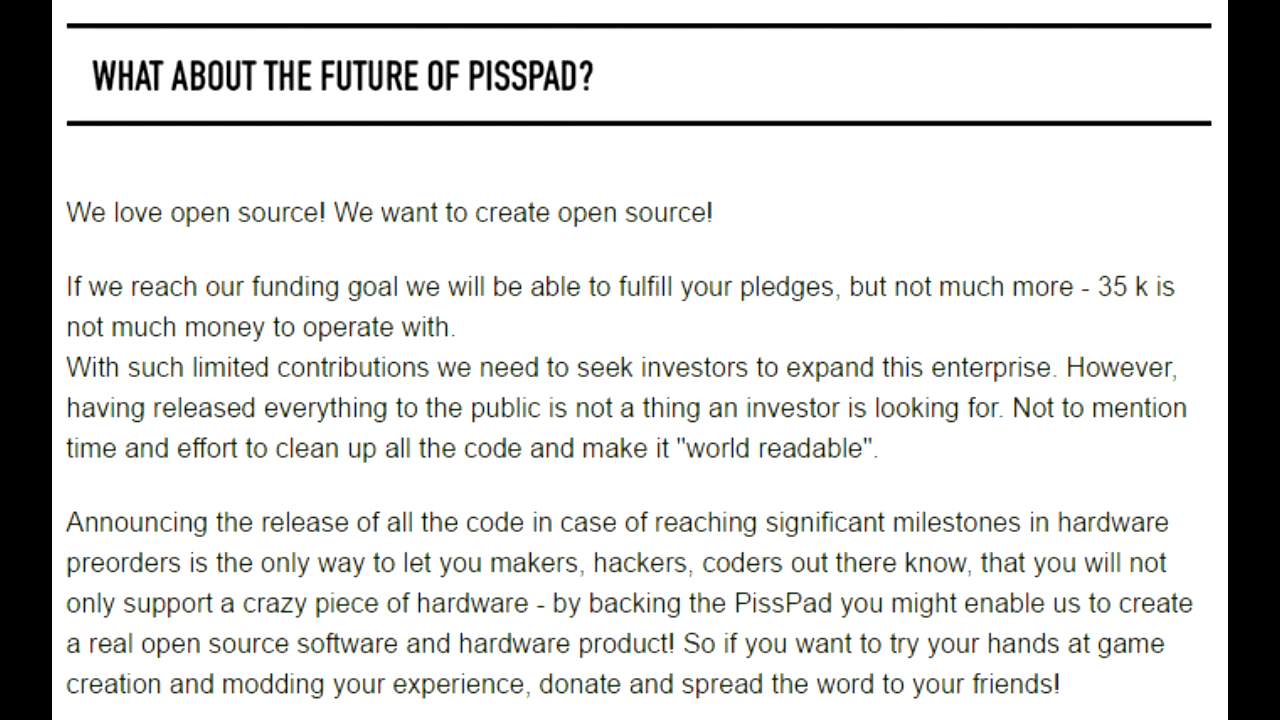 WHAT ABOUT THE FUTURE OF PISSPAD?
We love open source! We want to create open source!
If we reach our funding goal we will be able to fulfill your pledges, but not much more - 35 k is
not much money to operate with.
With such limited contributions we need to seek investors to expand this enterprise. However,
having released everything to the public is not a thing an investor is looking for. Not to mention
time and effort to clean up all the code and make it "world readable".
Announcing the release of all the code in case of reaching significant milestones in hardware
preorders is the only way to let you makers, hackers, coders out there know, that you will not
only support a crazy piece of hardware - by backing the PissPad you might enable us to create
a real open source software and hardware product! So if you want to try your hands at game
creation and modding your experience, donate and spread the word to your friends!